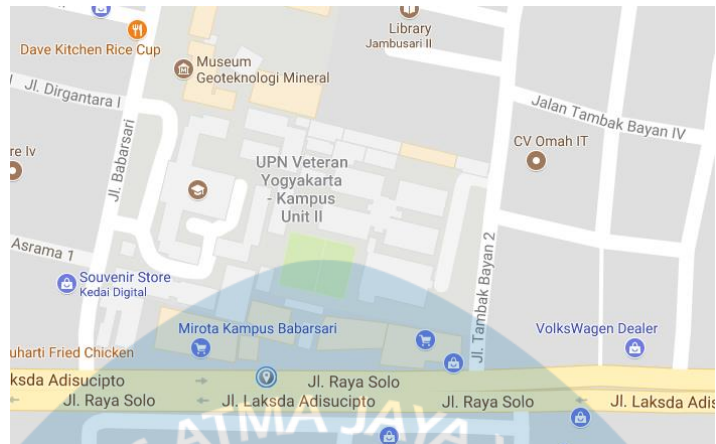 Library
Jambusari II
Dave Kitchen Rice Cup
Museum
Geoteknologi Mineral
Jl. Dirgantara I
Jalan Tambak Bayan IV
CV Omah IT
re Iv
Jl. Babarsari
UPN Veteran
Yogyakarta
- Kampus
Unit II
Asrama 1
Jl. Tambak Bayan 2
Souvenir Store
Kedai Digital
Mirota Kampus Babarsari
VolksWagen Dealer
uharti Fried Chicken
ksda Adisucipto
Jl. Raya Solo
Jl. Raya Solo
Jl. Laksda Adisucipto
Jl. Raya Solo
Jl. Laksda Adis
ATMA JAYA